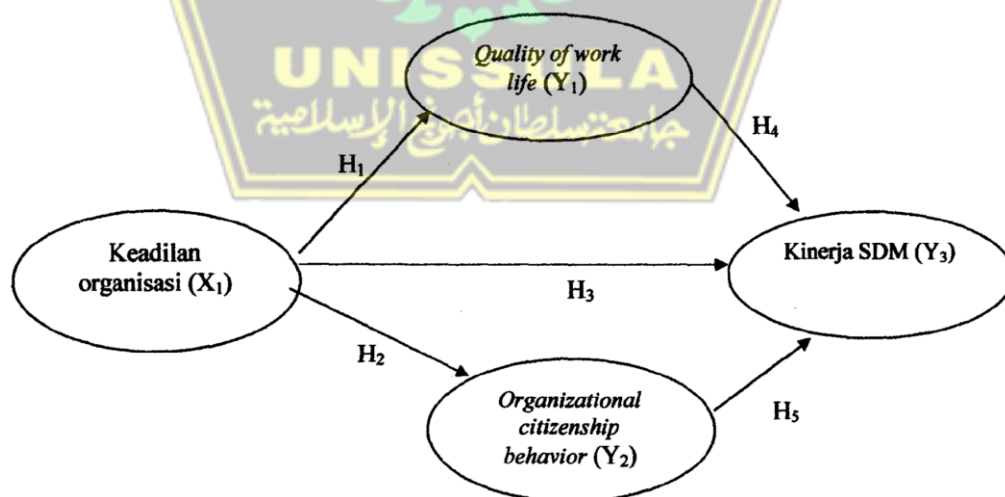 Quality of work
life (Y₁)
UNISSULA
جامعة سلطان أجونج الإسلامية
H₄
H₁
Keadilan
organisasi (X₁)
Kinerja SDM (Y₃)
H₃
H₂
Organizational
citizenship
behavior (Y₂)
H₅